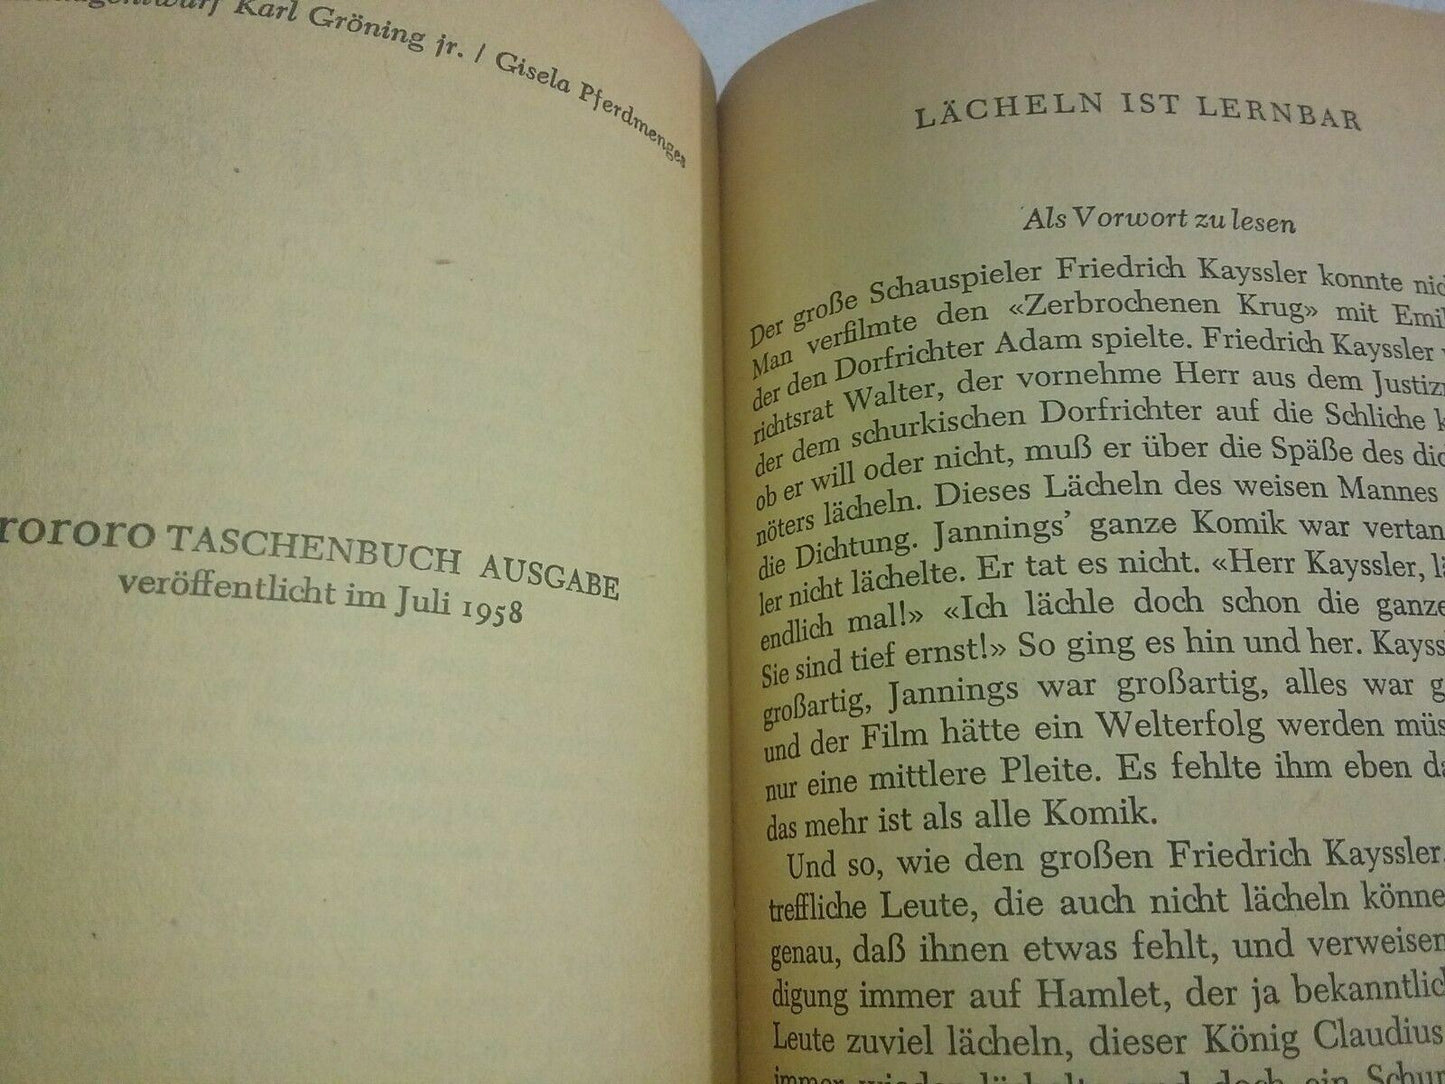 Karl Gröning jr. / Gisela Pferdmenges
rororo TASCHENBUCH AUSGABE
veröffentlicht im Juli 1958
LÄCHELN IST LERNBAR
Als Vorwort zu lesen
Der große Schauspieler Friedrich Kayssler konnte
Man verfilmte den «Zerbrochenen Krug» mit
der den Dorfrichter Adam spielte. Friedrich Kayssler
richtsrat Walter, der vornehme Herr aus dem
der dem schurkischen Dorfrichter auf die Schliche
ob er will oder nicht, muß er über die Späße des
nöters lächeln. Dieses Lächeln des weisen Mannes
die Dichtung. Jannings’ ganze Komik war
ler nicht lächelte. Er tat es nicht. «Herr Kayssler,
endlich mal!» «Ich lächle doch schon die ganze
Sie sind tief ernst!» So ging es hin und her.
großartig, Jannings war großartig, alles war
und der Film hätte ein Welterfolg werden
nur eine mittlere Pleite. Es fehlte ihm eben
das mehr ist als alle Komik.
Und so, wie den großen Friedrich Kayssler,
treffliche Leute, die auch nicht lächeln
genau, daß ihnen etwas fehlt, und
digung immer auf Hamlet, der ja
Leute zuviel lächeln, dieser König Claudius
immer wieder lächelt und doch ein